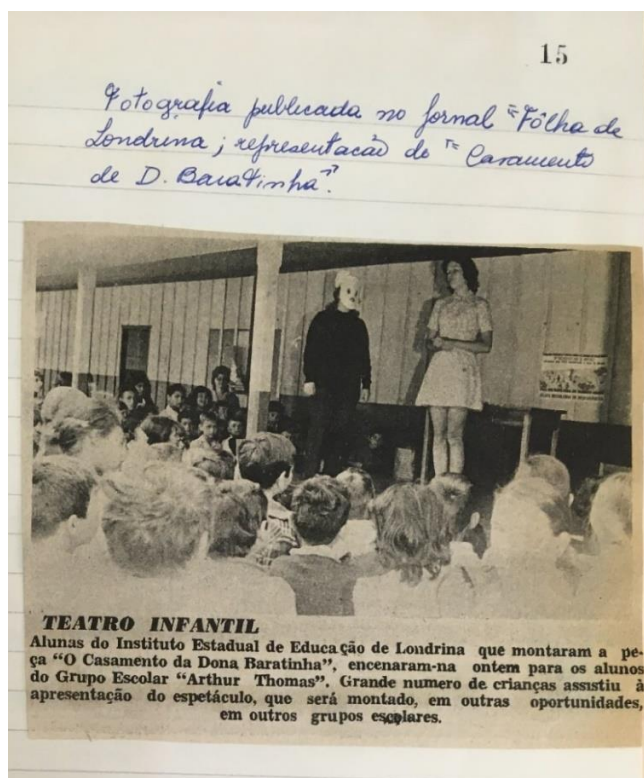 15
Fotografia publicada no jornal "Fôlha de
Londrina; representacão de "Casamento
de D. Baratinha".
TEATRO INFANTIL
Alunas do Instituto Estadual de Educação de Londrina que montaram a pe-
ça "O Casamento da Dona Baratinha", encenaram-na ontem para os alunos
do Grupo Escolar "Arthur Thomas". Grande numero de crianças assistiu à
apresentação do espetáculo, que será montado, em outras oportunidades,
em outros grupos escolares.